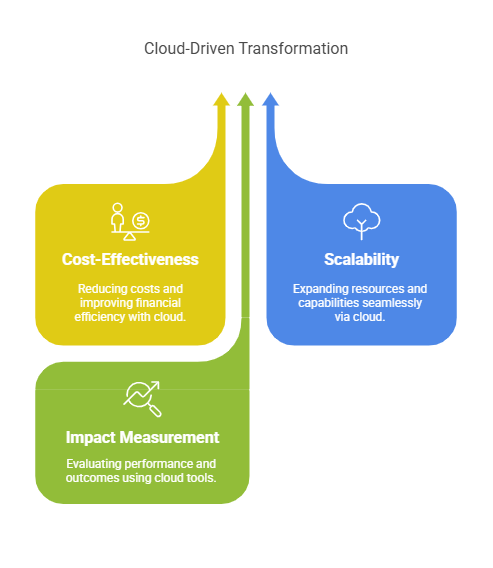 Cloud-Driven Transformation
$
Cost-Effectiveness
Reducing costs and
improving financial
efficiency with cloud.
Scalability
Expanding resources and
capabilities seamlessly
via cloud.
Impact Measurement
Evaluating performance and
outcomes using cloud tools.